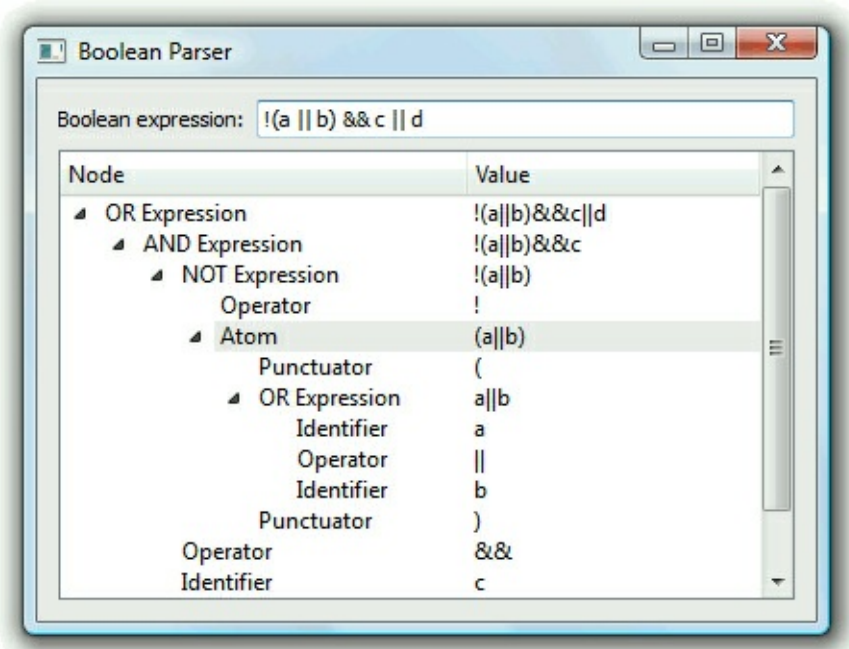 Boolean Parser
Boolean expression: !(a || b) && c || d
Node Value
OR Expression !(a||b)&&c||d
AND Expression !(a||b)&&c
NOT Expression !(a||b)
Operator !
Atom (a||b)
Punctuator (
OR Expression a||b
Identifier a
Operator ||
Identifier b
Punctuator )
Operator &&
Identifier c